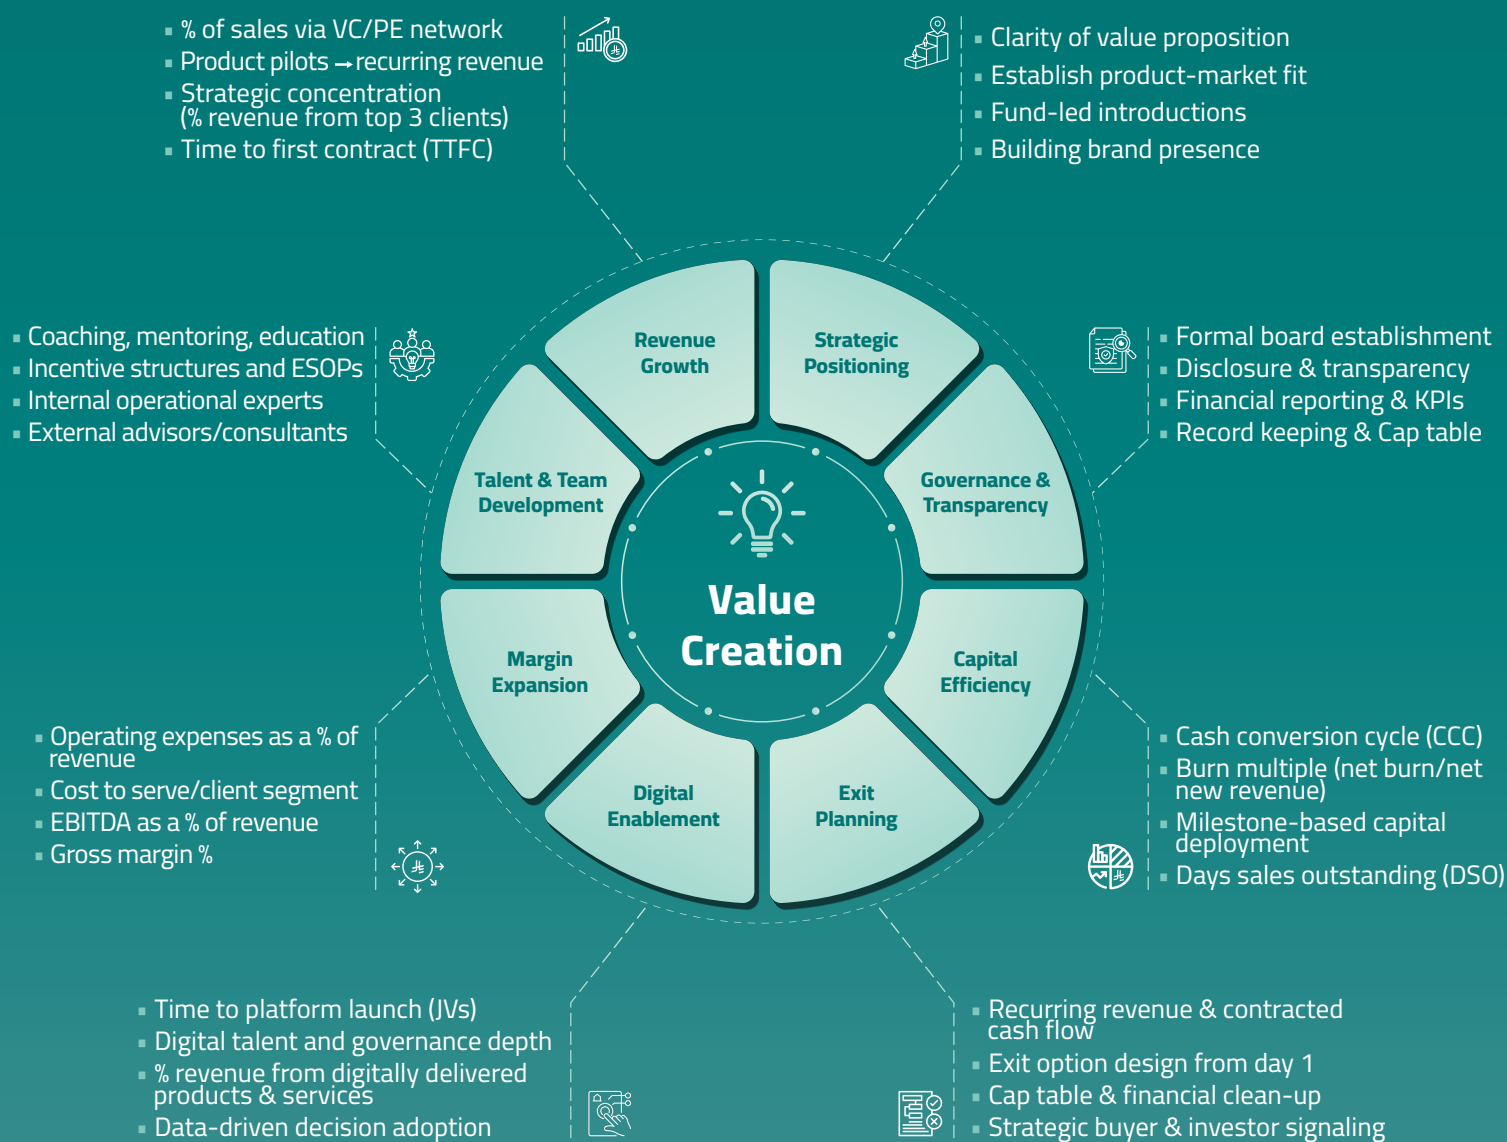 ▪ % of sales via VC/PE network
▪ Product pilots → recurring revenue
▪ Strategic concentration
(% revenue from top 3 clients)
▪ Time to first contract (TTFC)
▪ Clarity of value proposition
▪ Establish product-market fit
▪ Fund-led introductions
▪ Building brand presence
▪ Coaching, mentoring, education
▪ Incentive structures and ESOPs
▪ Internal operational experts
▪ External advisors/consultants
▪ Formal board establishment
▪ Disclosure & transparency
▪ Financial reporting & KPIs
▪ Record keeping & Cap table
Revenue
Growth
Strategic
Positioning
Talent & Team
Development
Governance &
Transparency
Value
Creation
Margin
Expansion
Capital
Efficiency
Digital
Enablement
Exit
Planning
▪ Operating expenses as a % of
revenue
▪ Cost to serve/client segment
▪ EBITDA as a % of revenue
▪ Gross margin %
▪ Cash conversion cycle (CCC)
▪ Burn multiple (net burn/net
new revenue)
▪ Milestone-based capital
deployment
▪ Days sales outstanding (DSO)
▪ Time to platform launch (JVs)
▪ Digital talent and governance depth
▪ % revenue from digitally delivered
products & services
▪ Data-driven decision adoption
▪ Recurring revenue & contracted
cash flow
▪ Exit option design from day 1
▪ Cap table & financial clean-up
▪ Strategic buyer & investor signaling